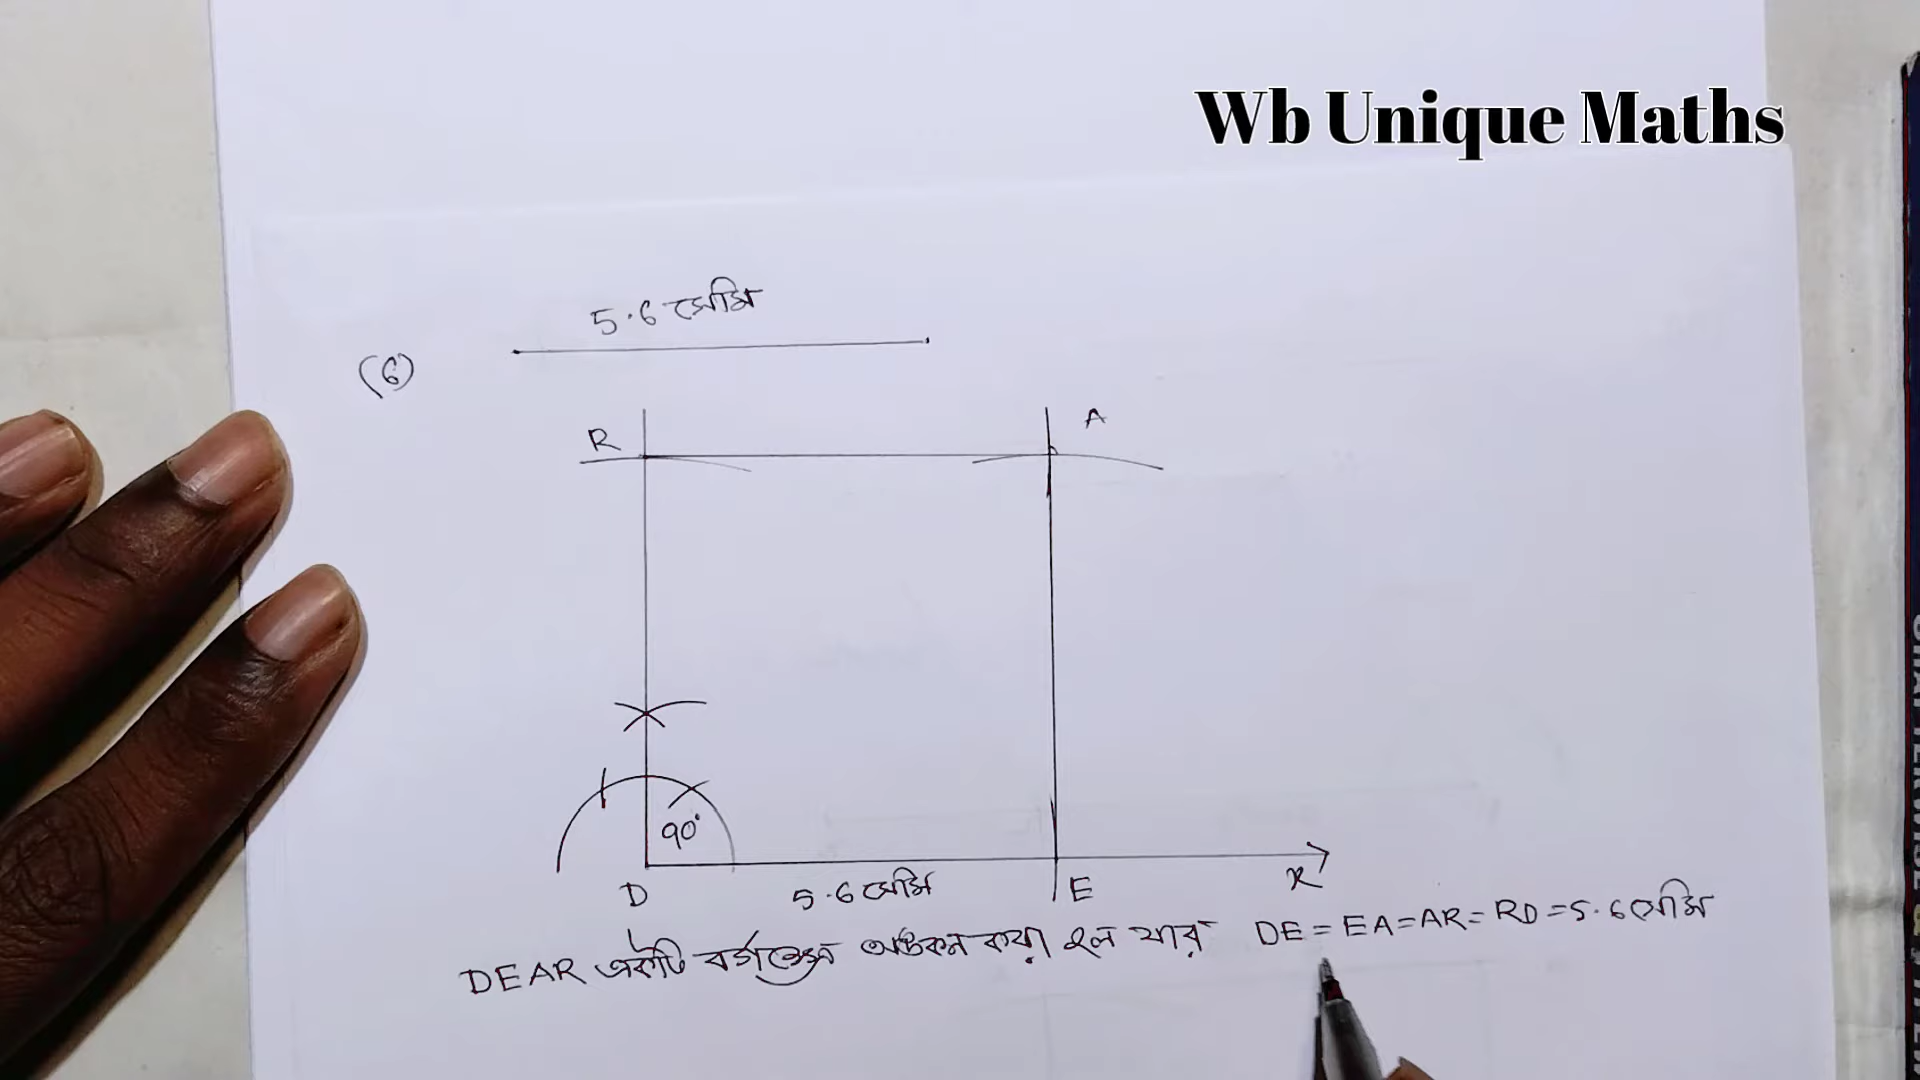 Wb Unique Maths
5.6 সেমি
(6)
R
A
90°
D
5.6 সেমি
E
X
DEAR একটি বর্গক্ষেত্র অঙ্কন করা হল যার DE = EA = AR = RD = 5.6 সেমি